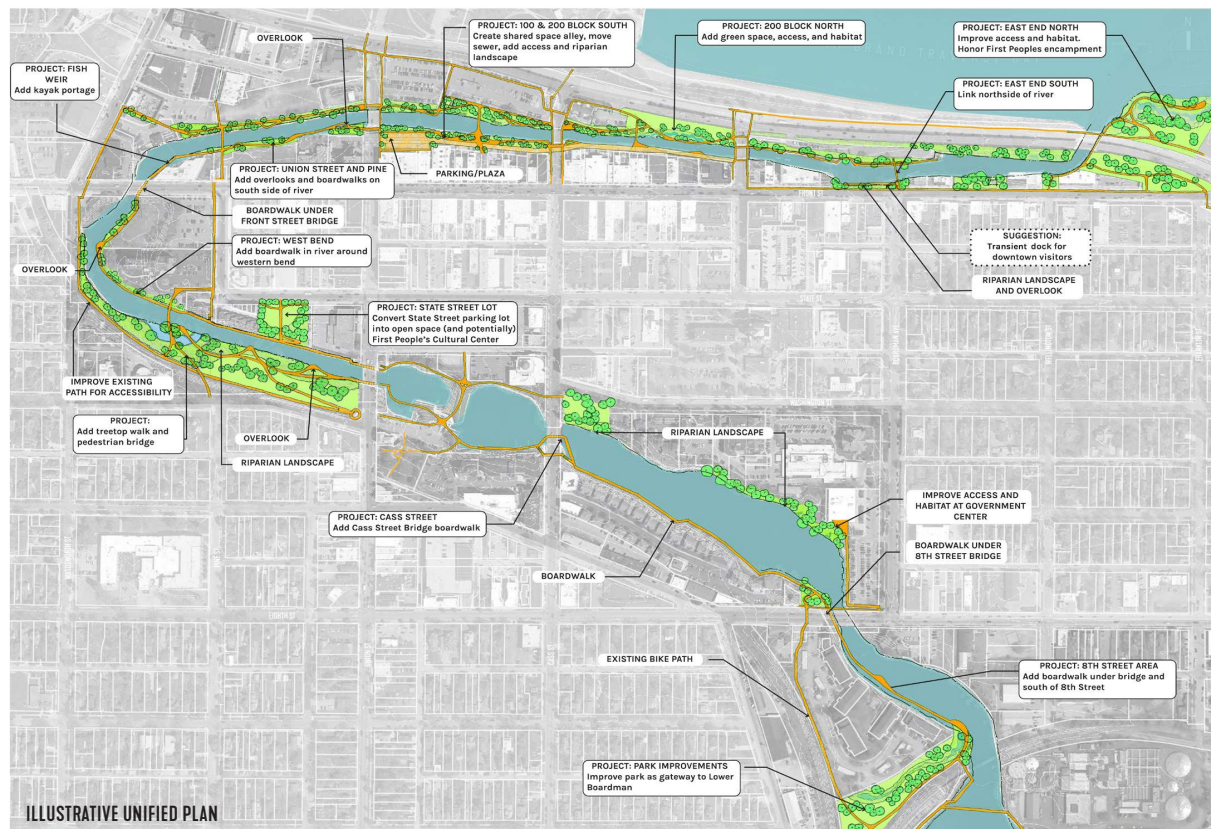 PROJECT: 100 & 200 BLOCK SOUTH
Create shared space alley, move
sewer, add access and riparian
landscape
PROJECT: 200 BLOCK NORTH
Add green space, access, and habitat
PROJECT: EAST END NORTH
Improve access and habitat.
Honor First Peoples encampment
N
OVERLOOK
PROJECT: FISH
WEIR
Add kayak portage
PROJECT: EAST END SOUTH
Link northside of river
PROJECT: UNION STREET AND PINE
Add overlooks and boardwalks on
south side of river
PARKING/PLAZA
FRONT ST
BOARDWALK UNDER
FRONT STREET BRIDGE
PROJECT: WEST BEND
Add boardwalk in river around
western bend
OVERLOOK
SUGGESTION:
Transient dock for
downtown visitors
RIPARIAN LANDSCAPE
AND OVERLOOK
STATE ST
PROJECT: STATE STREET LOT
Convert State Street parking lot
into open space (and potentially)
First People's Cultural Center
IMPROVE EXISTING
PATH FOR ACCESSIBILITY
PROJECT:
Add treetop walk and
pedestrian bridge
OVERLOOK
RIPARIAN LANDSCAPE
RIPARIAN LANDSCAPE
PROJECT: CASS STREET
Add Cass Street Bridge boardwalk
IMPROVE ACCESS AND
HABITAT AT GOVERNMENT
CENTER
BOARDWALK UNDER
8TH STREET BRIDGE
BOARDWALK
EIGHTH ST
EXISTING BIKE PATH
PROJECT: 8TH STREET AREA
Add boardwalk under bridge and
south of 8th Street
PROJECT: PARK IMPROVEMENTS
Improve park as gateway to Lower
Boardman
ILLUSTRATIVE UNIFIED PLAN